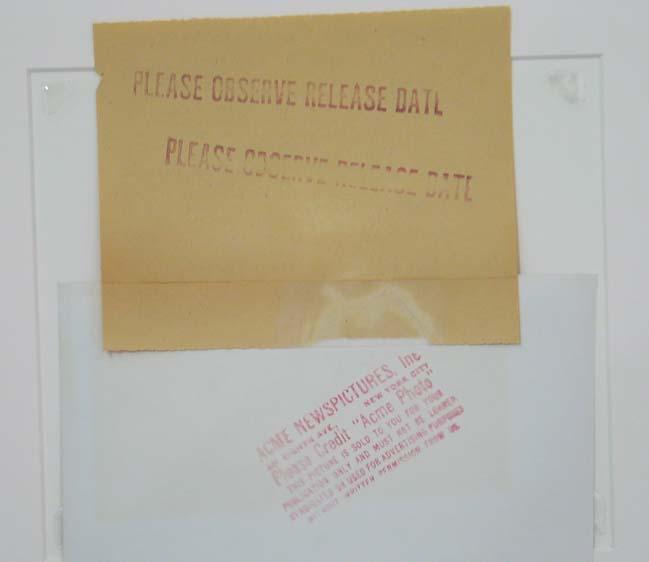 PLEASE OBSERVE RELEASE DATE
PLEASE OBSERVE RELEASE DATE
ACME NEWSPICTURES, Inc
EIGHTH AVE., NEW YORK CITY
Please Credit "Acme Photo"
THIS PICTURE IS SOLD TO YOU FOR YOUR
PUBLICATION ONLY AND MUST NOT BE LOANED,
SYNDICATED OR USED FOR ADVERTISING PURPOSES
WITHOUT WRITTEN PERMISSION FROM US